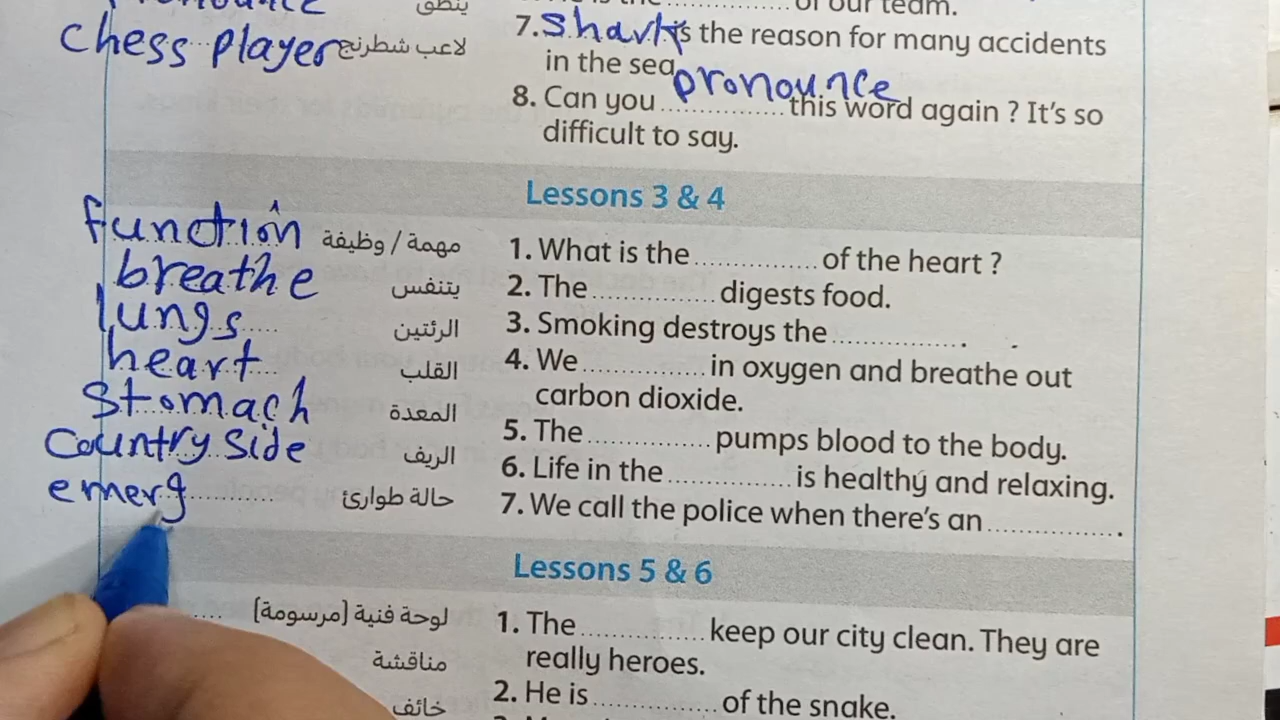 ينطق
of our team.
chess player لاعب شطرنج
7. Shark is the reason for many accidents
in the sea
8. Can you pronounce this word again ? It's so
difficult to say.
Lessons 3 & 4
function مهمة / وظيفة
breathe يتنفس
lungs الرئتين
heart القلب
Stomach المعدة
Country side الريف
emerg حالة طوارئ
1. What is the .............. of the heart ?
2. The .............. digests food.
3. Smoking destroys the .............. .
4. We .............. in oxygen and breathe out
carbon dioxide.
5. The .............. pumps blood to the body.
6. Life in the .............. is healthy and relaxing.
7. We call the police when there's an .............. .
Lessons 5 & 6
لوحة فنية (مرسومة)
مناقشة
خائف
1. The .............. keep our city clean. They are
really heroes.
2. He is .............. of the snake.